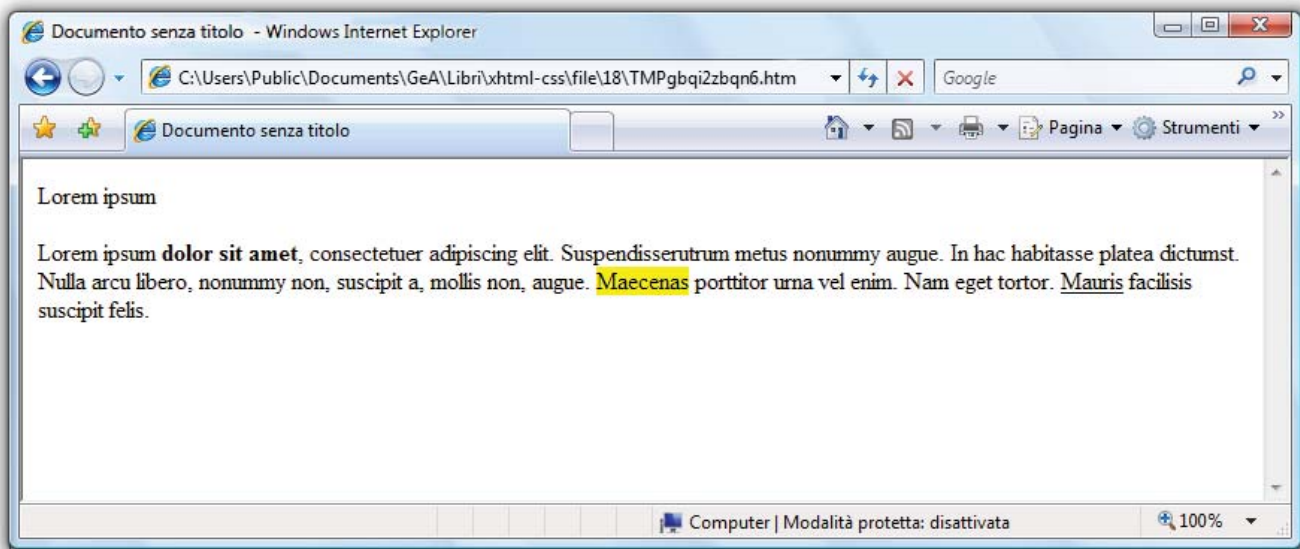 Documento senza titolo - Windows Internet Explorer
C:\Users\Public\Documents\GeA\Libri\xhtml-css\file\18\TMPgbqi2zbqn6.htm
Google
Documento senza titolo
Pagina
Strumenti
Lorem ipsum
Lorem ipsum dolor sit amet, consectetuer adipiscing elit. Suspendisserutrum metus nonummy augue. In hac habitasse platea dictumst.
Nulla arcu libero, nonummy non, suscipit a, mollis non, augue. Maecenas porttitor urna vel enim. Nam eget tortor. Mauris facilisis
suscipit felis.
Computer | Modalità protetta: disattivata
100%